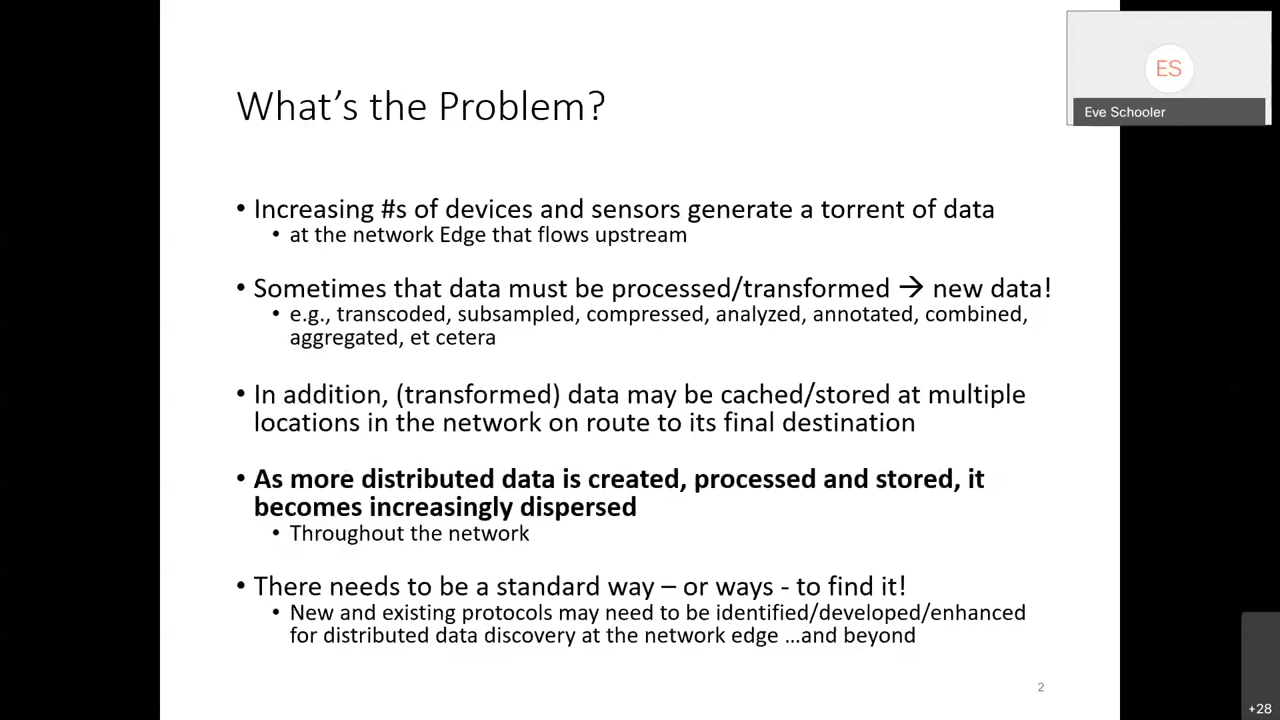 ES
Eve Schooler
What's the Problem?
• Increasing #s of devices and sensors generate a torrent of data
• at the network Edge that flows upstream
• Sometimes that data must be processed/transformed → new data!
• e.g., transcoded, subsampled, compressed, analyzed, annotated, combined,
aggregated, et cetera
• In addition, (transformed) data may be cached/stored at multiple
locations in the network on route to its final destination
• As more distributed data is created, processed and stored, it
becomes increasingly dispersed
• Throughout the network
• There needs to be a standard way – or ways - to find it!
• New and existing protocols may need to be identified/developed/enhanced
for distributed data discovery at the network edge …and beyond
2
+28